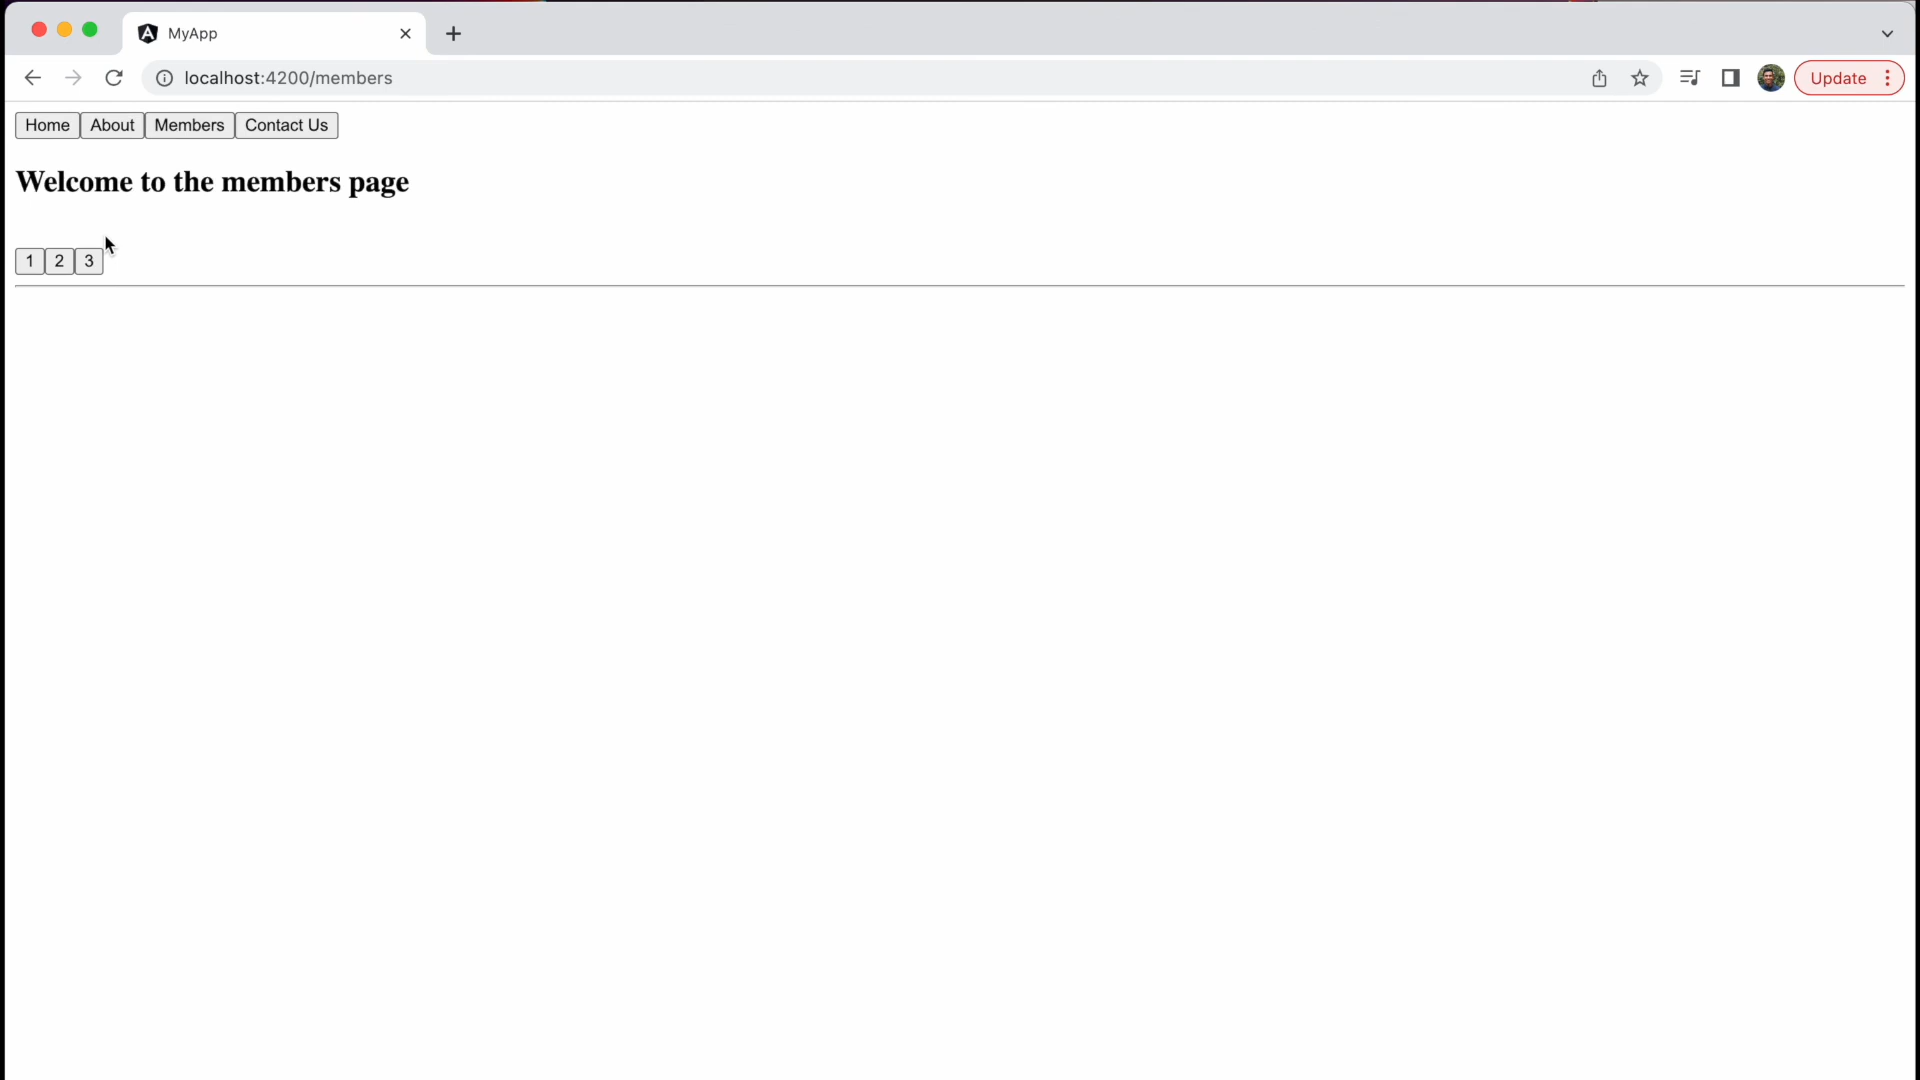 MyApp
localhost:4200/members
Update
Home About Members Contact Us
Welcome to the members page
1 2 3